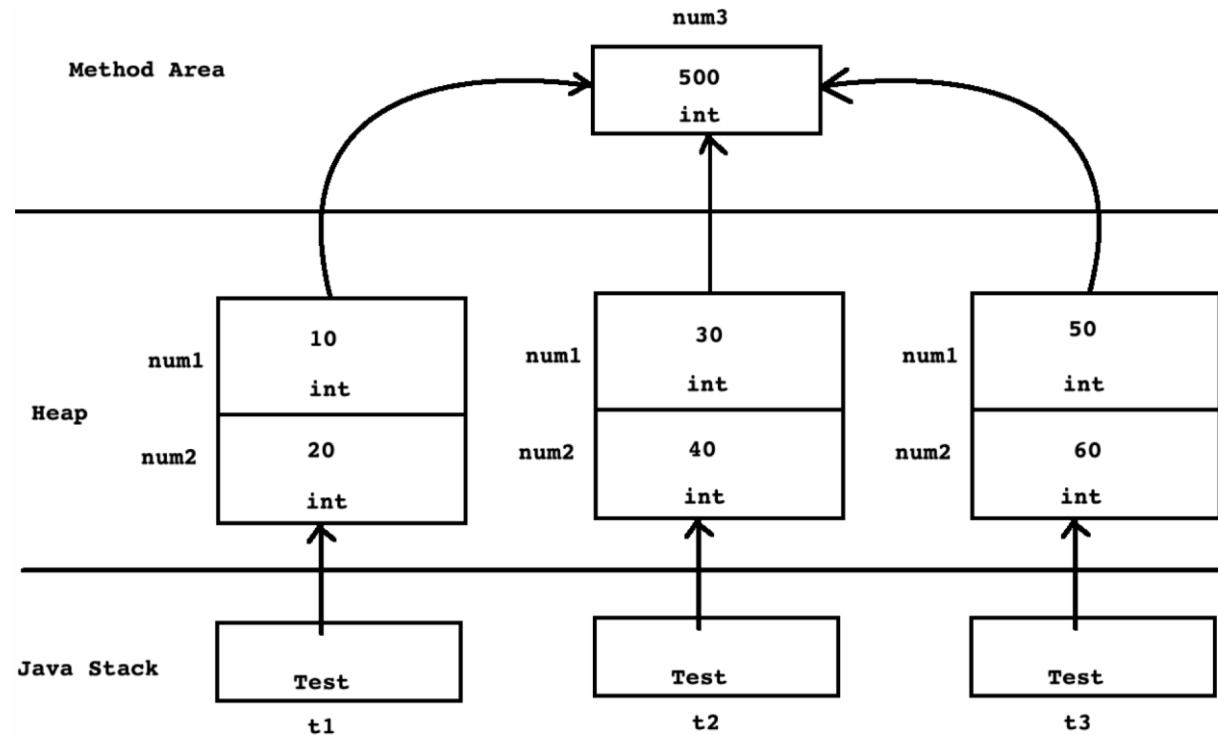 num3
Method Area
500
int
10
30
50
num1
num1
num1
int
int
int
Heap
20
40
60
num2
num2
num2
int
int
int
Java Stack
Test
Test
Test
t1
t2
t3